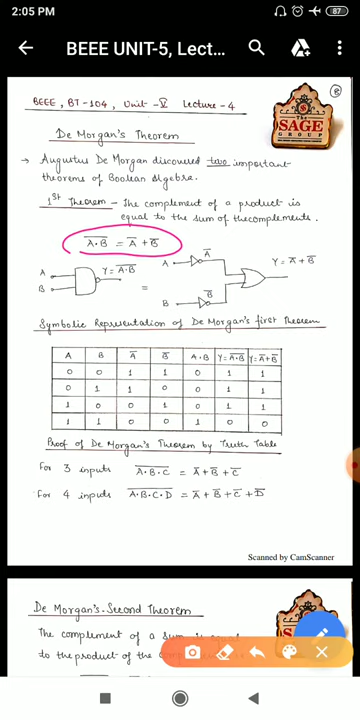 2:05 PM
87
BEEE UNIT-5, Lect...
BEEE, BT-104, Unit-V Lecture-4
The
SAGE
GROUP
De Morgan's Theorem
→ Augustus De Morgan discovered two important
theorems of Boolean algebra.
1st Theorem - The complement of a product is
equal to the sum of the complements.
A̅·̅B̅ = A̅ + B̅
A
B
Y = A̅·̅B̅
=
A
A̅
B
B̅
Y = A̅ + B̅
Symbolic Representation of De Morgan's first Theorem
A B A̅ B̅ A·B Y=A̅·̅B̅ Y=A̅+B̅
0 0 1 1 0 1 1
0 1 1 0 0 1 1
1 0 0 1 0 1 1
1 1 0 0 1 0 0
Proof of De Morgan's Theorem by Truth Table
For 3 inputs A̅·̅B̅·̅C̅ = A̅+B̅+C̅
For 4 inputs A̅·̅B̅·̅C̅·̅D̅ = A̅+B̅+C̅+D̅
Scanned by CamScanner
De Morgan's Second Theorem
The
SAGE
The complement of a sum is equal
to the product of the